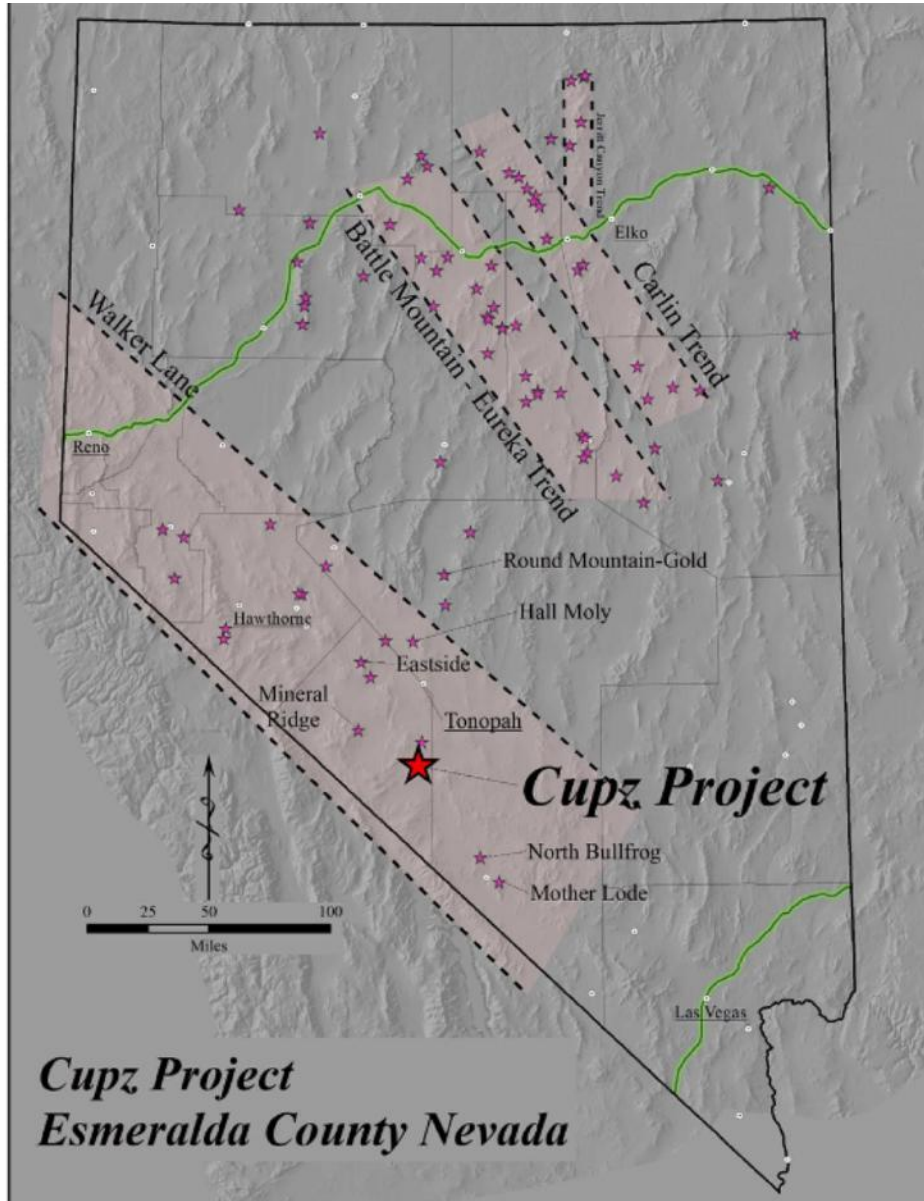 Jerritt Canyon Trend
Elko
Carlin Trend
Battle Mountain - Eureka Trend
Walker Lane
Reno
Round Mountain-Gold
Hall Moly
Hawthorne
Eastside
Mineral
Ridge
Tonopah
Cupz Project
North Bullfrog
Mother Lode
0 25 50 100
Miles
Las Vegas
Cupz Project
Esmeralda County Nevada